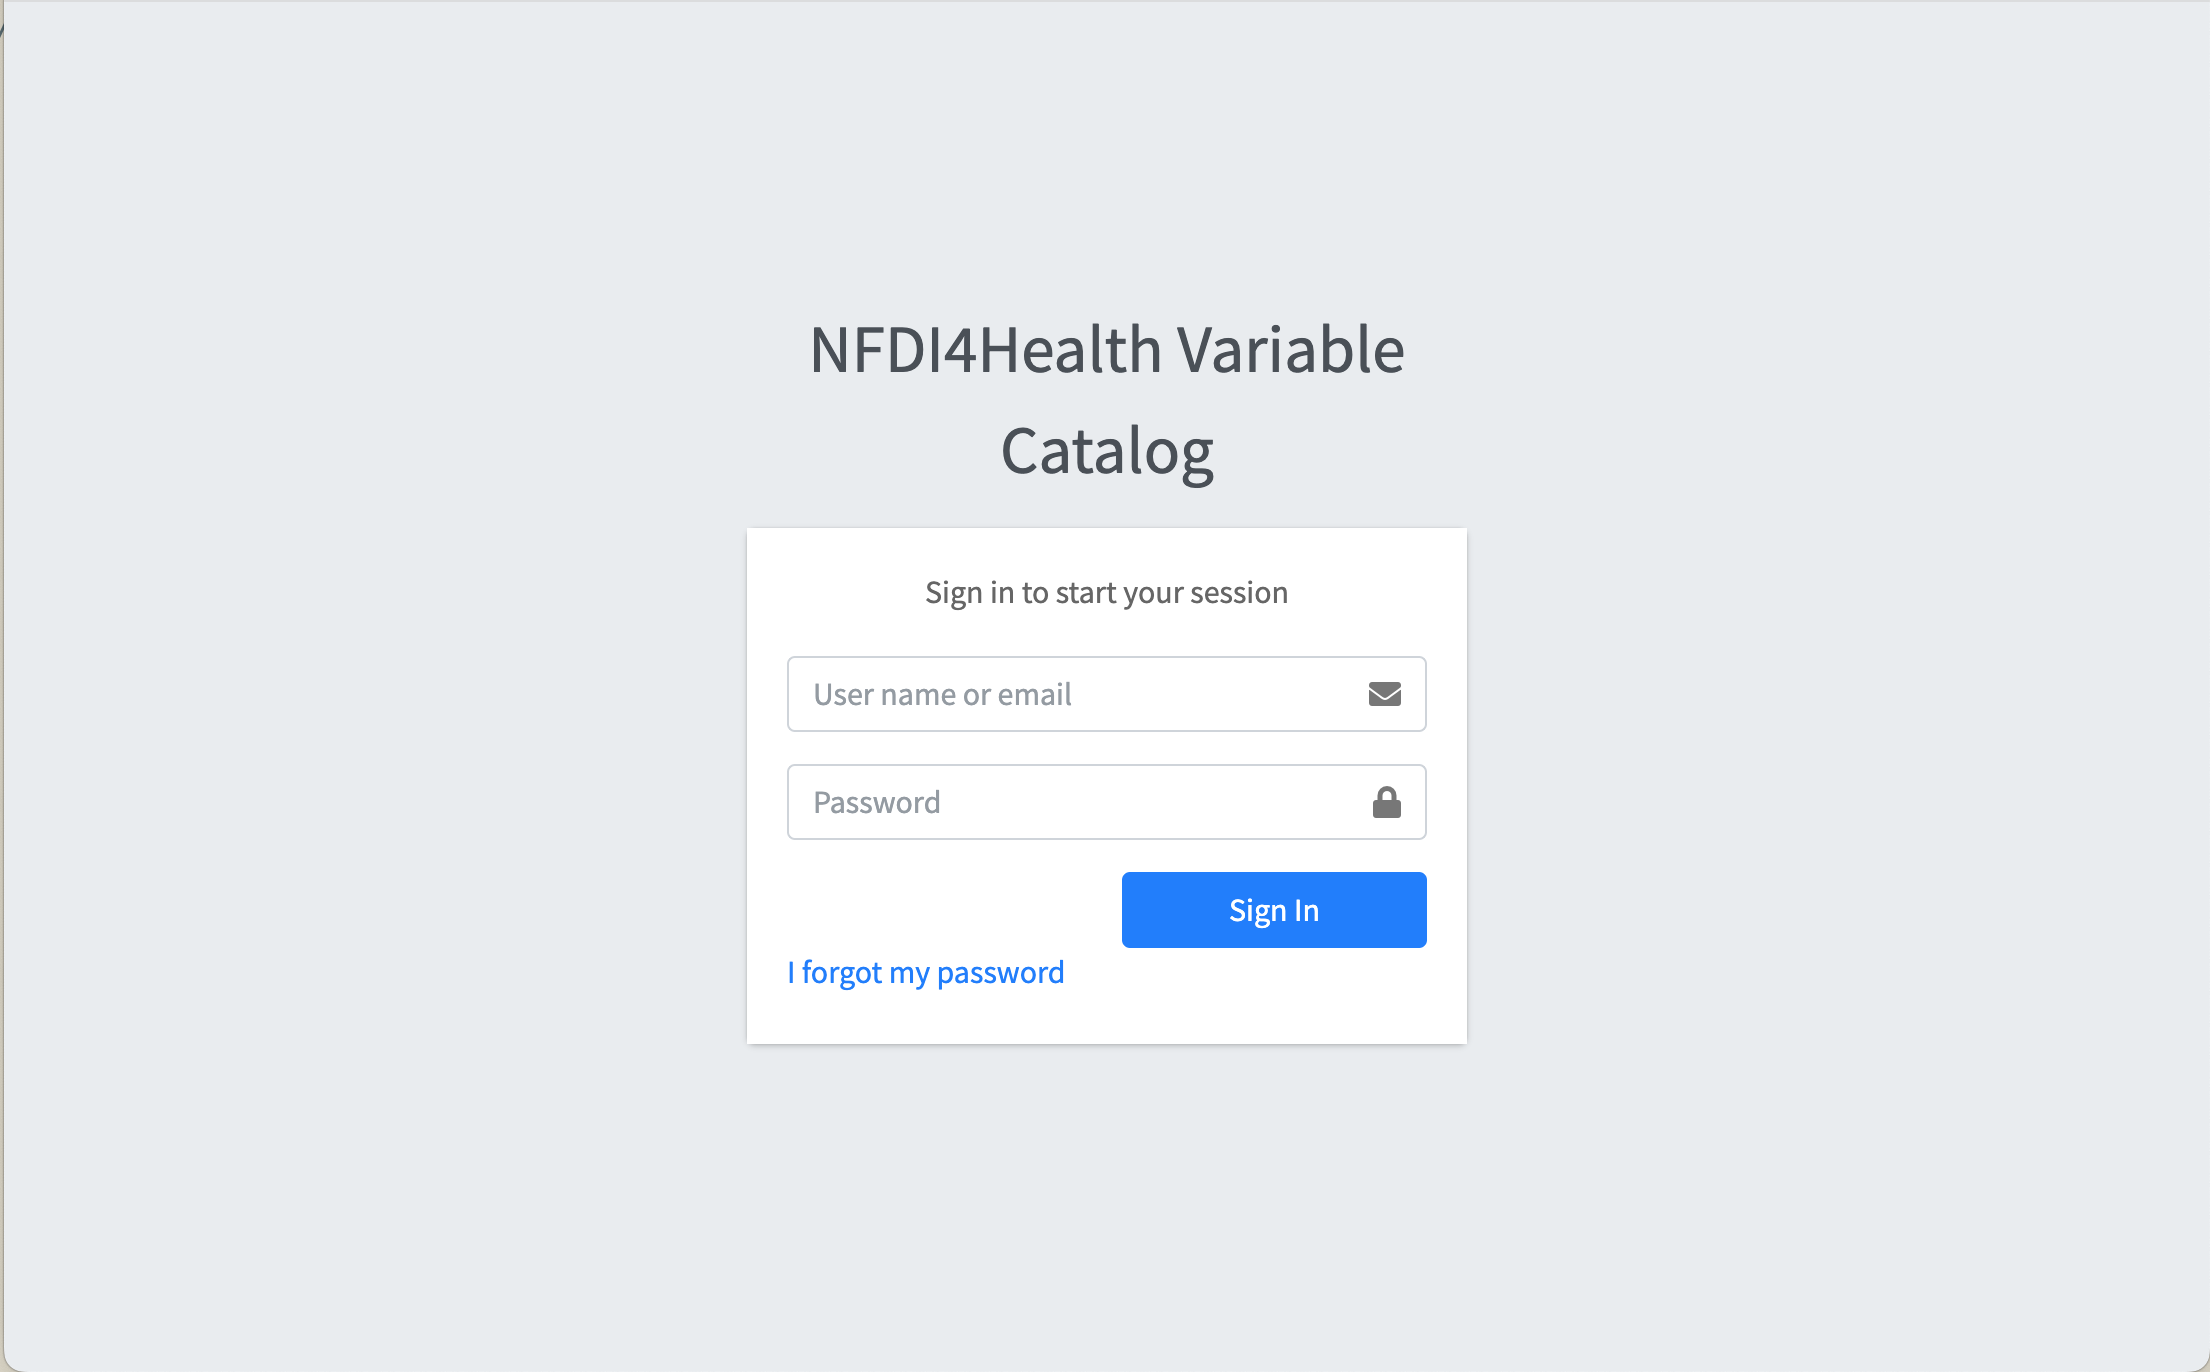 NFDI4Health Variable
Catalog
Sign in to start your session
User name or email
Password
Sign In
I forgot my password